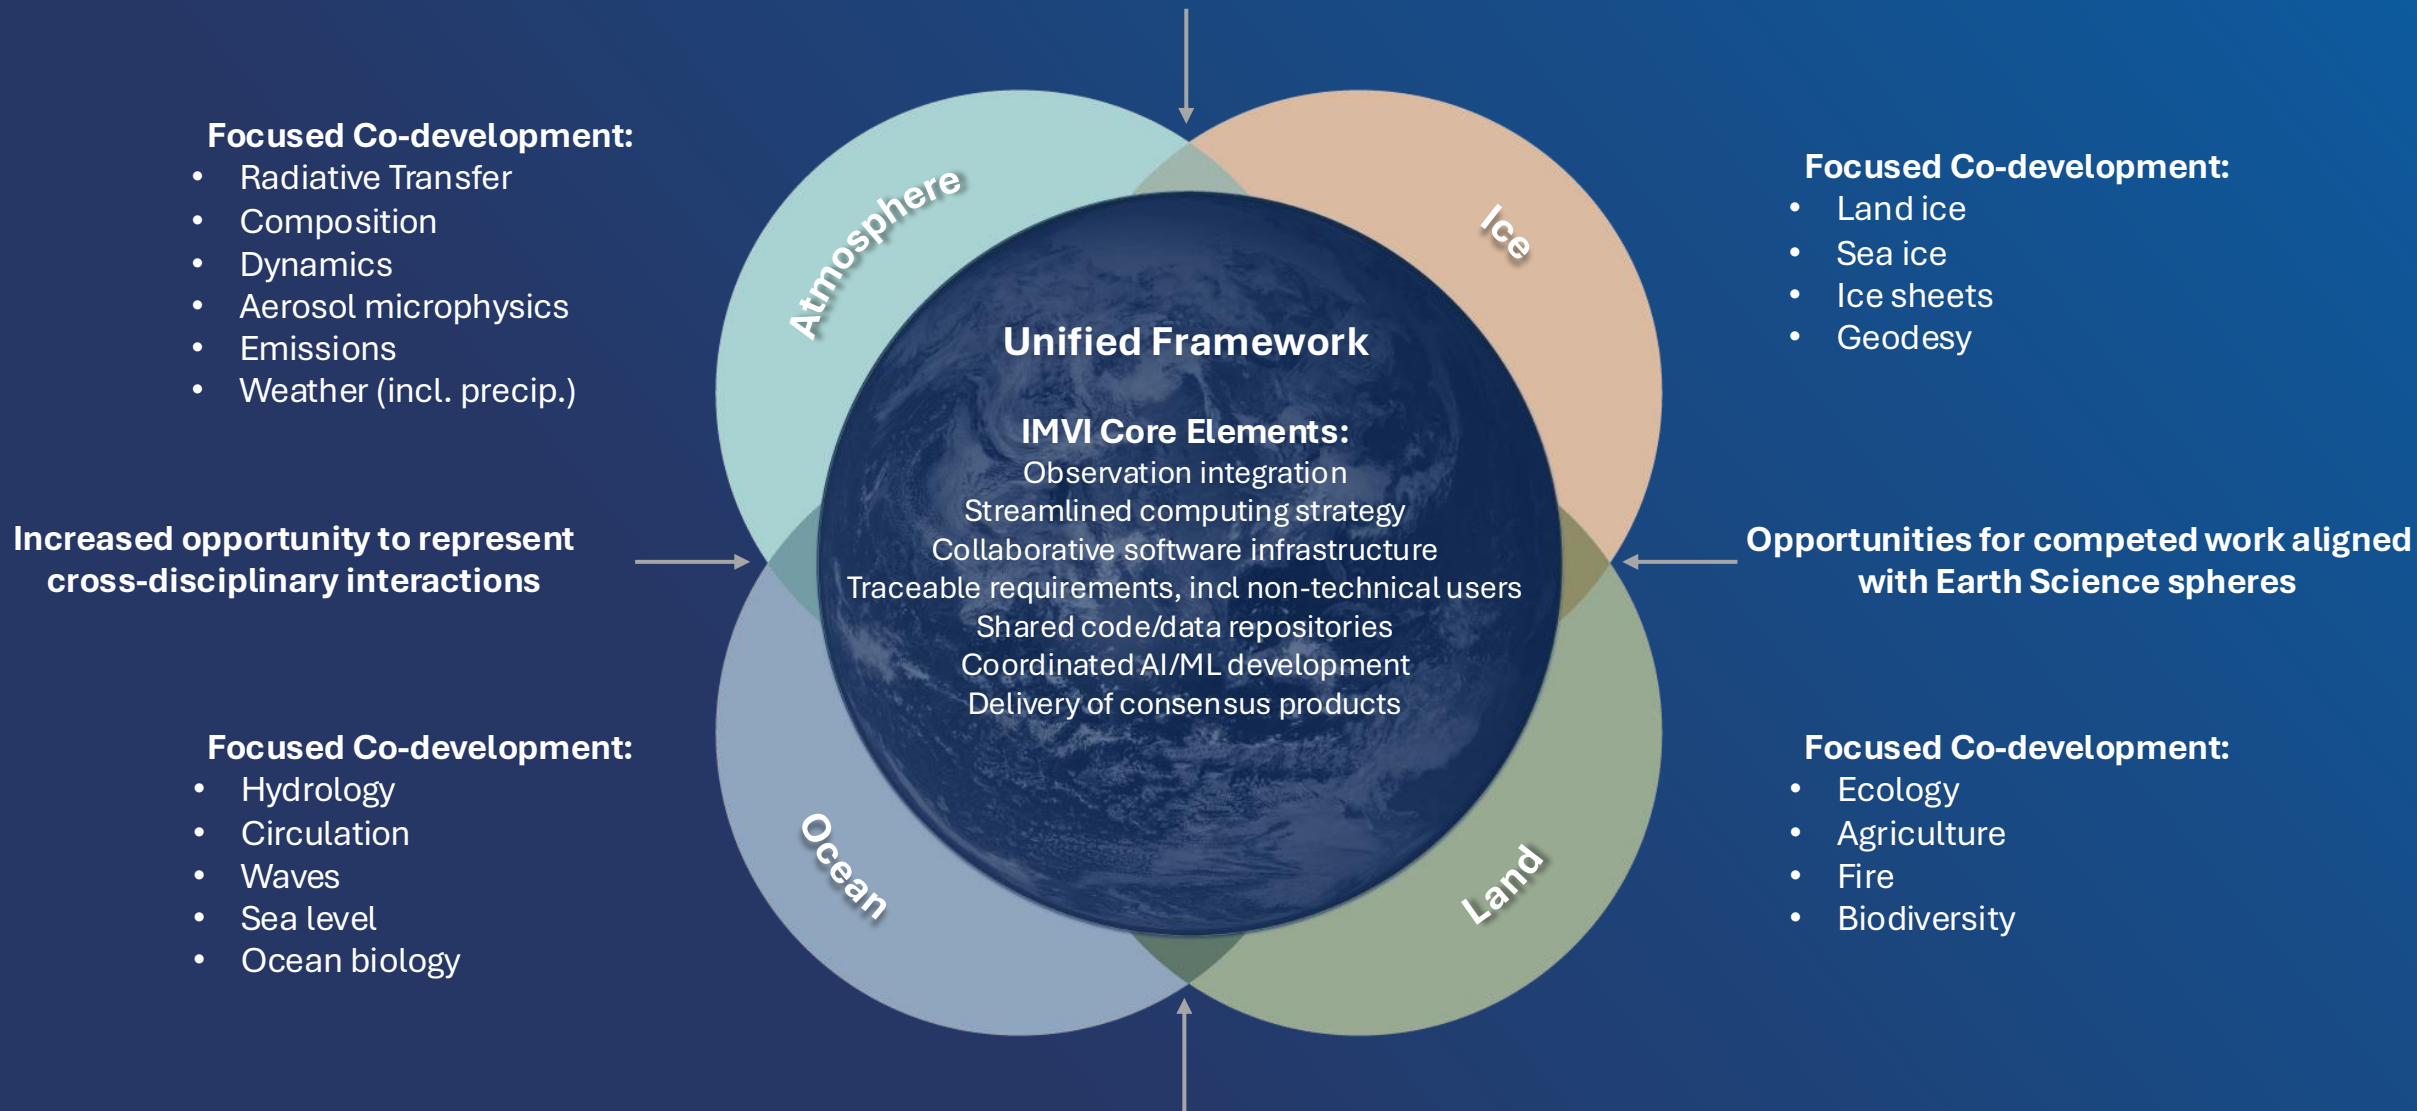 Focused Co-development:
• Radiative Transfer
• Composition
• Dynamics
• Aerosol microphysics
• Emissions
• Weather (incl. precip.)
Atmosphere
Ice
Focused Co-development:
• Land ice
• Sea ice
• Ice sheets
• Geodesy
Increased opportunity to represent
cross-disciplinary interactions
Unified Framework
IMVI Core Elements:
Observation integration
Streamlined computing strategy
Collaborative software infrastructure
Traceable requirements, incl non-technical users
Shared code/data repositories
Coordinated AI/ML development
Delivery of consensus products
Opportunities for competed work aligned
with Earth Science spheres
Focused Co-development:
• Hydrology
• Circulation
• Waves
• Sea level
• Ocean biology
Ocean
Land
Focused Co-development:
• Ecology
• Agriculture
• Fire
• Biodiversity